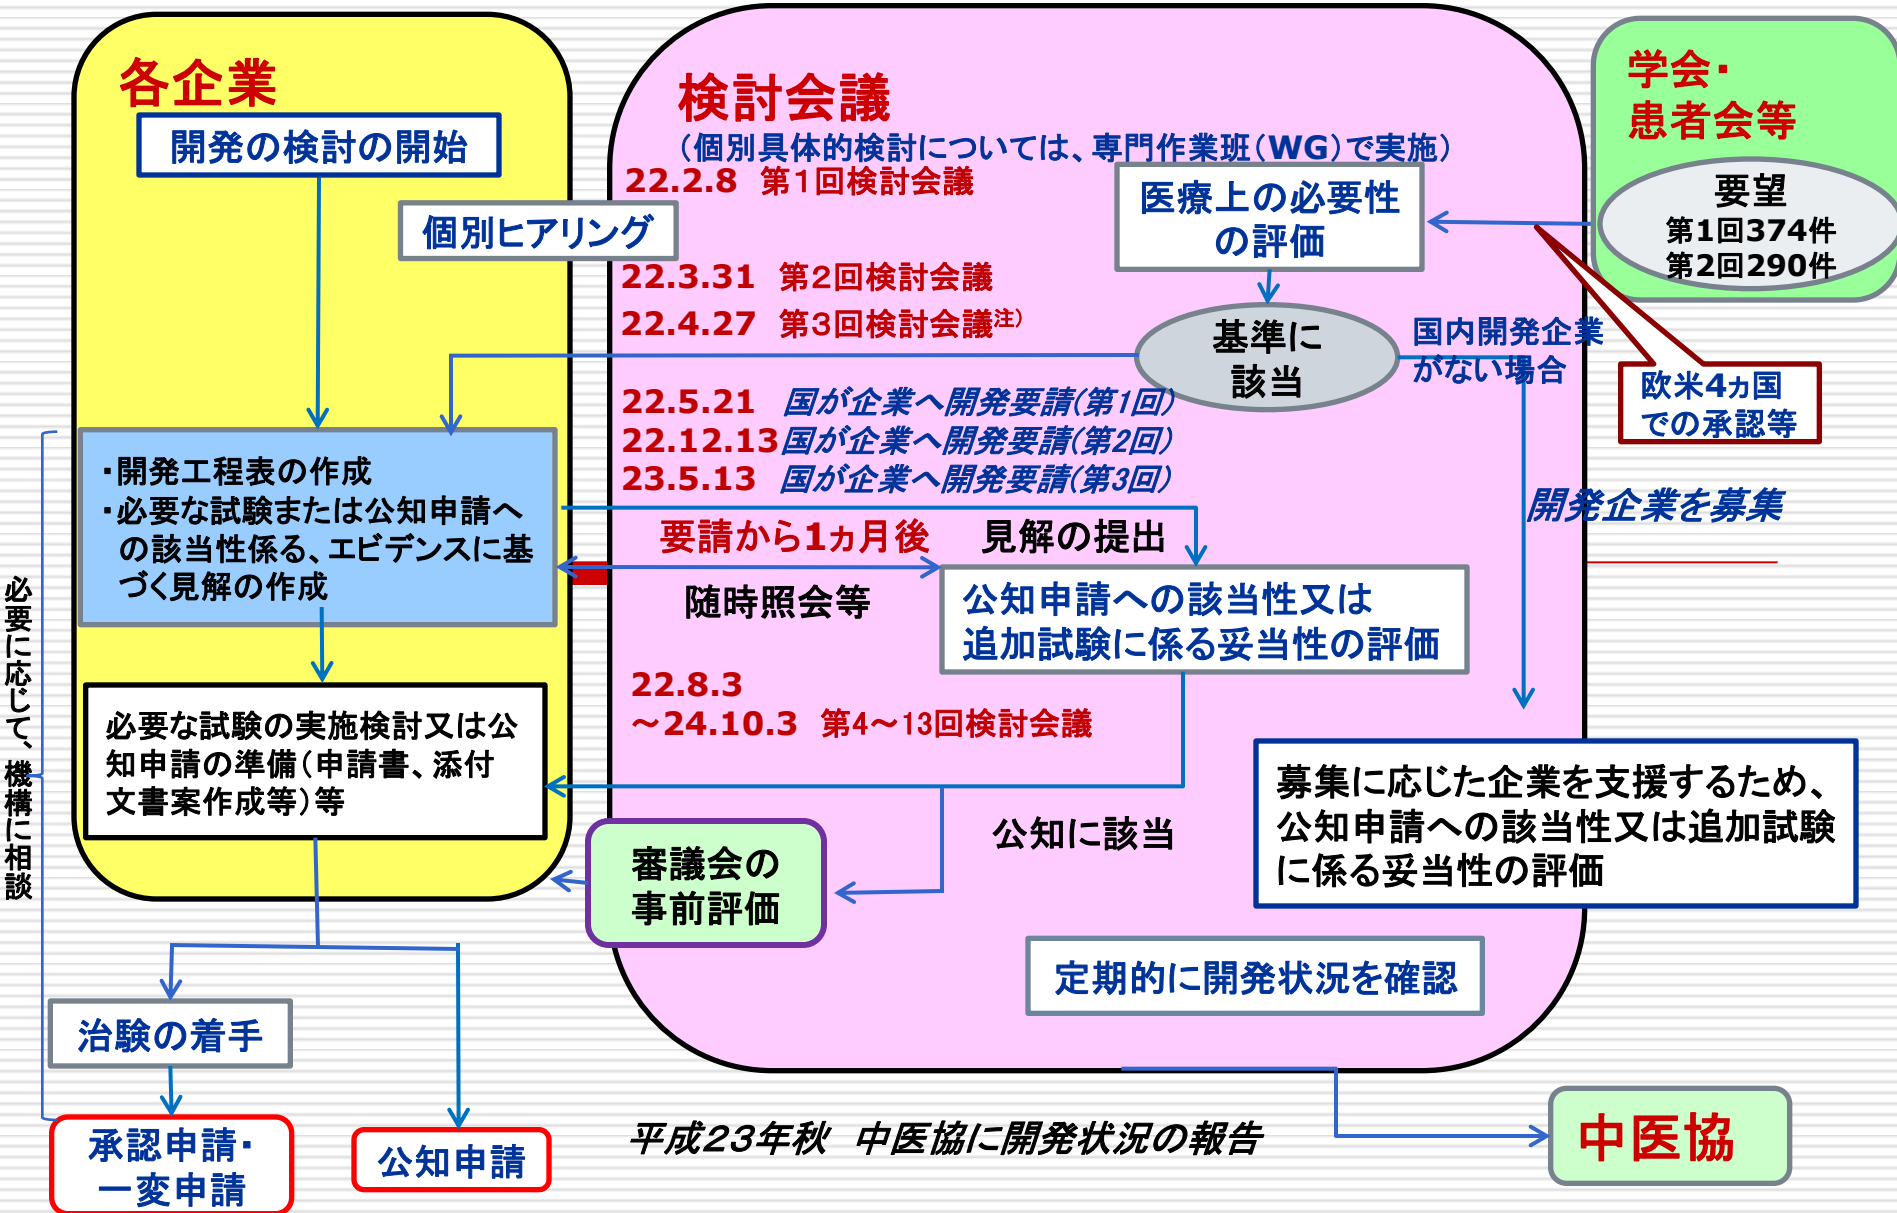 各企業
開発の検討の開始
個別ヒアリング
・開発工程表の作成
・必要な試験または公知申請へ
の該当性係る、エビデンスに基
づく見解の作成
必要な試験の実施検討又は公
知申請の準備(申請書、添付
文書案作成等)等
必要に応じて、機構に相談
治験の着手
承認申請・
一変申請
公知申請
検討会議
(個別具体的検討については、専門作業班(WG)で実施)
22.2.8 第1回検討会議
医療上の必要性
の評価
22.3.31 第2回検討会議
22.4.27 第3回検討会議注)
基準に
該当
国内開発企業
がない場合
22.5.21 国が企業へ開発要請(第1回)
22.12.13国が企業へ開発要請(第2回)
23.5.13 国が企業へ開発要請(第3回)
要請から1ヵ月後 見解の提出
随時照会等
公知申請への該当性又は
追加試験に係る妥当性の評価
22.8.3
~24.10.3 第4~13回検討会議
公知に該当
審議会の
事前評価
開発企業を募集
募集に応じた企業を支援するため、
公知申請への該当性又は追加試験
に係る妥当性の評価
定期的に開発状況を確認
学会・
患者会等
要望
第1回374件
第2回290件
欧米4ヵ国
での承認等
平成23年秋 中医協に開発状況の報告
中医協